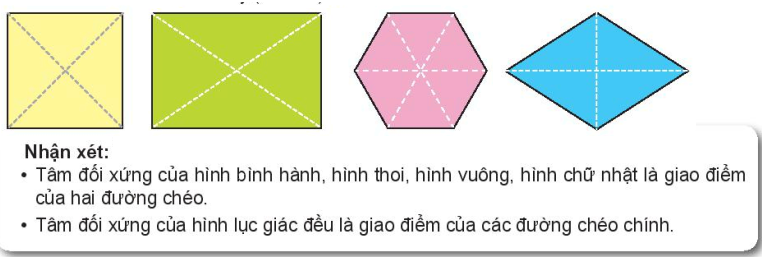 Nhận xét:
• Tâm đối xứng của hình bình hành, hình thoi, hình vuông, hình chữ nhật là giao điểm
của hai đường chéo.
• Tâm đối xứng của hình lục giác đều là giao điểm của các đường chéo chính.